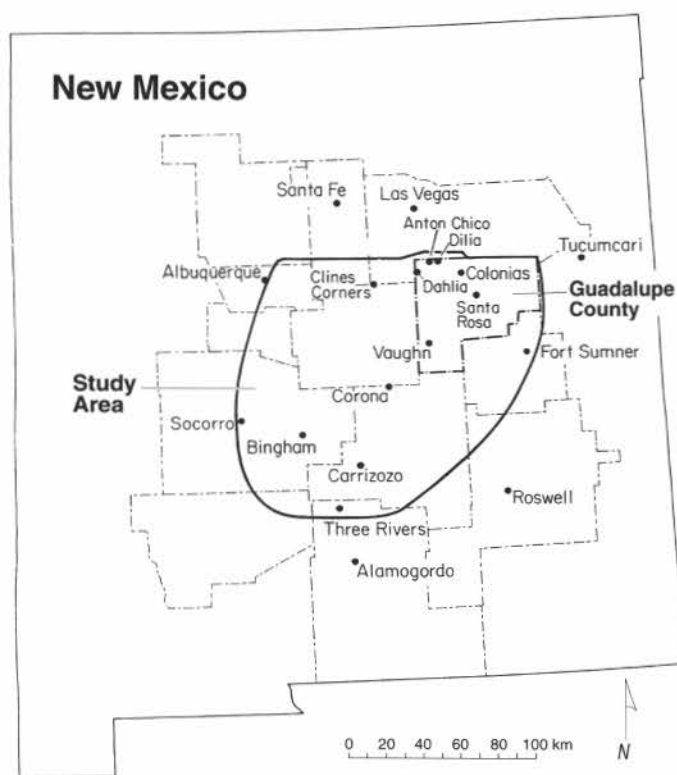 New Mexico
Santa Fe
Las Vegas
Anton Chico
Dilia
Tucumcari
Albuquerque
Clines
Corners
Dahlia
Colonias
Santa
Rosa
Guadalupe
County
Vaughn
Fort Sumner
Study
Area
Corona
Socorro
Bingham
Carrizozo
Roswell
Three Rivers
Alamogordo
0 20 40 60 80 100 km
N